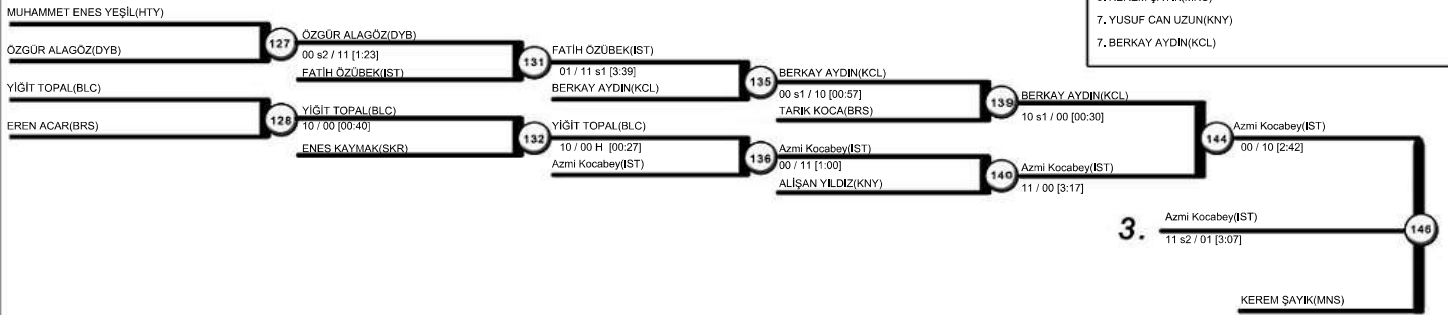 7. YUSUF CAN UZUN(KNY)
7. BERKAY AYDIN(KCL)
MUHAMMET ENES YEŞİL(HTY)
ÖZGÜR ALAGÖZ(DYB)
127
ÖZGÜR ALAGÖZ(DYB)
00 s2 / 11 [1:23]
FATİH ÖZÜBEK(IST)
131
FATİH ÖZÜBEK(IST)
01 / 11 s1 [3:39]
BERKAY AYDIN(KCL)
135
BERKAY AYDIN(KCL)
00 s1 / 10 [00:57]
TARIK KOCA(BRS)
139
BERKAY AYDIN(KCL)
10 s1 / 00 [00:30]
YİĞİT TOPAL(BLC)
EREN ACAR(BRS)
128
YİĞİT TOPAL(BLC)
10 / 00 [00:40]
ENES KAYMAK(SKR)
132
YİĞİT TOPAL(BLC)
10 / 00 H [00:27]
Azmi Kocabey(IST)
136
Azmi Kocabey(IST)
00 / 11 [1:00]
ALİŞAN YILDIZ(KNY)
140
Azmi Kocabey(IST)
11 / 00 [3:17]
144
Azmi Kocabey(IST)
00 / 10 [2:42]
3.
Azmi Kocabey(IST)
11 s2 / 01 [3:07]
146
KEREM ŞAYIK(MNS)